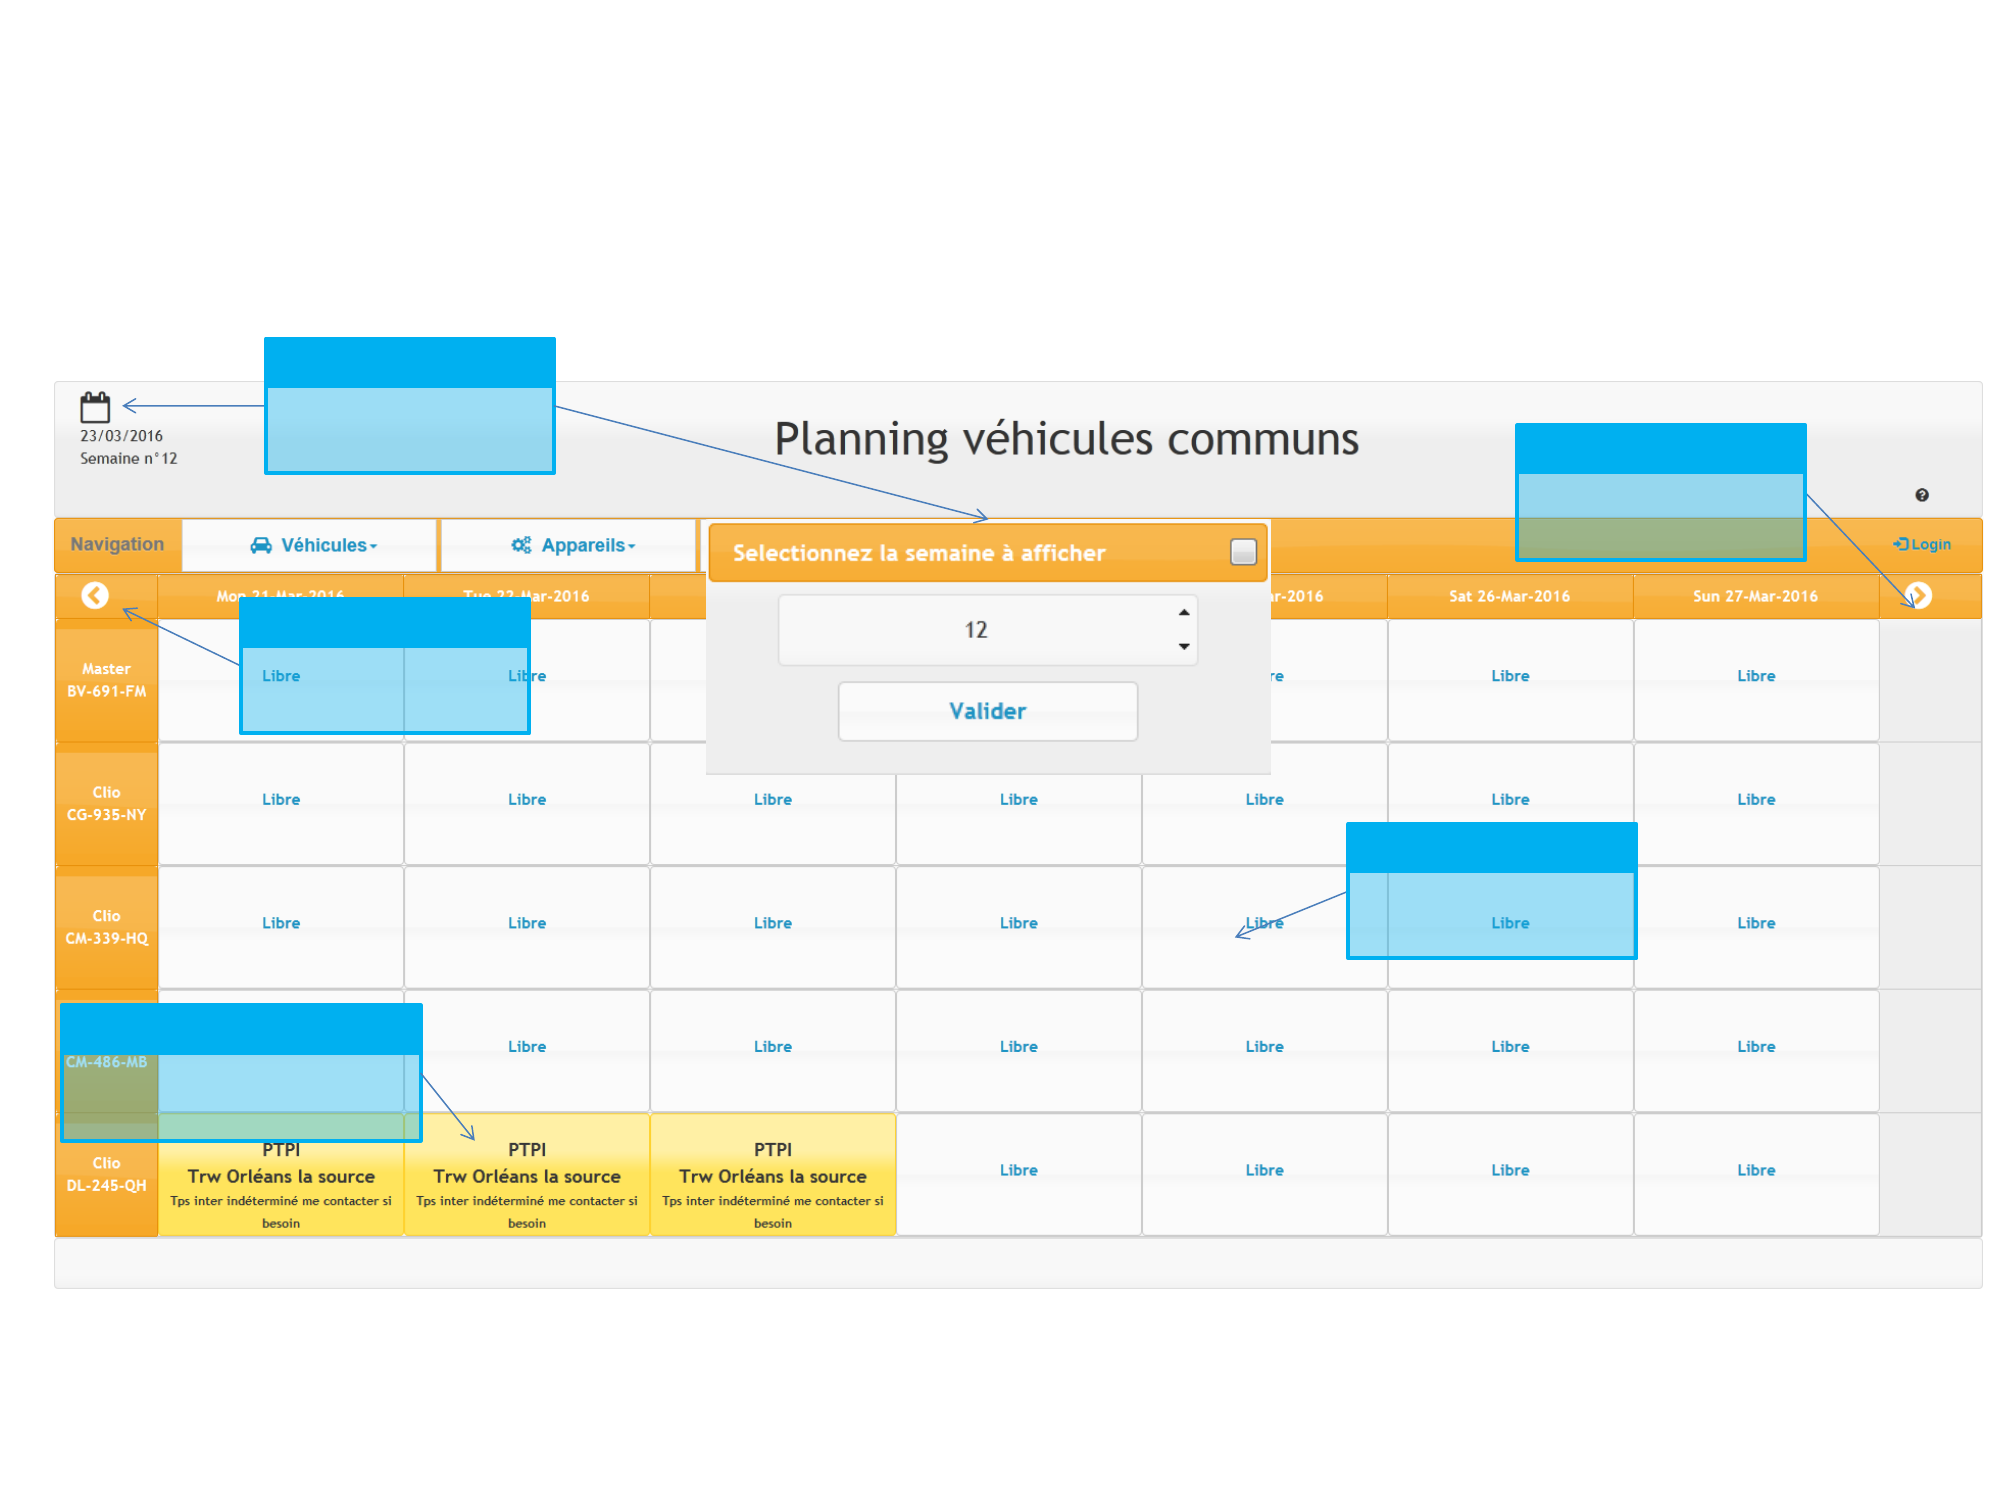 23/03/2016
Semaine n°12
Planning véhicules communs
Navigation Véhicules Appareils Login
Selectionnez la semaine à afficher
12
Valider
Mon 21-Mar-2016 Tue 22-Mar-2016 r-2016 Sat 26-Mar-2016 Sun 27-Mar-2016
Master
BV-691-FM
Libre Libre re Libre Libre
Clio
CG-935-NY
Libre Libre Libre Libre Libre Libre Libre
Clio
CM-339-HQ
Libre Libre Libre Libre Libre Libre Libre
CM-486-MB
Libre Libre Libre Libre Libre Libre
Clio
DL-245-QH
PTPI PTPI PTPI
Trw Orléans la source Trw Orléans la source Trw Orléans la source
Tps inter indéterminé me contacter si Tps inter indéterminé me contacter si Tps inter indéterminé me contacter si
besoin besoin besoin
Libre Libre Libre Libre